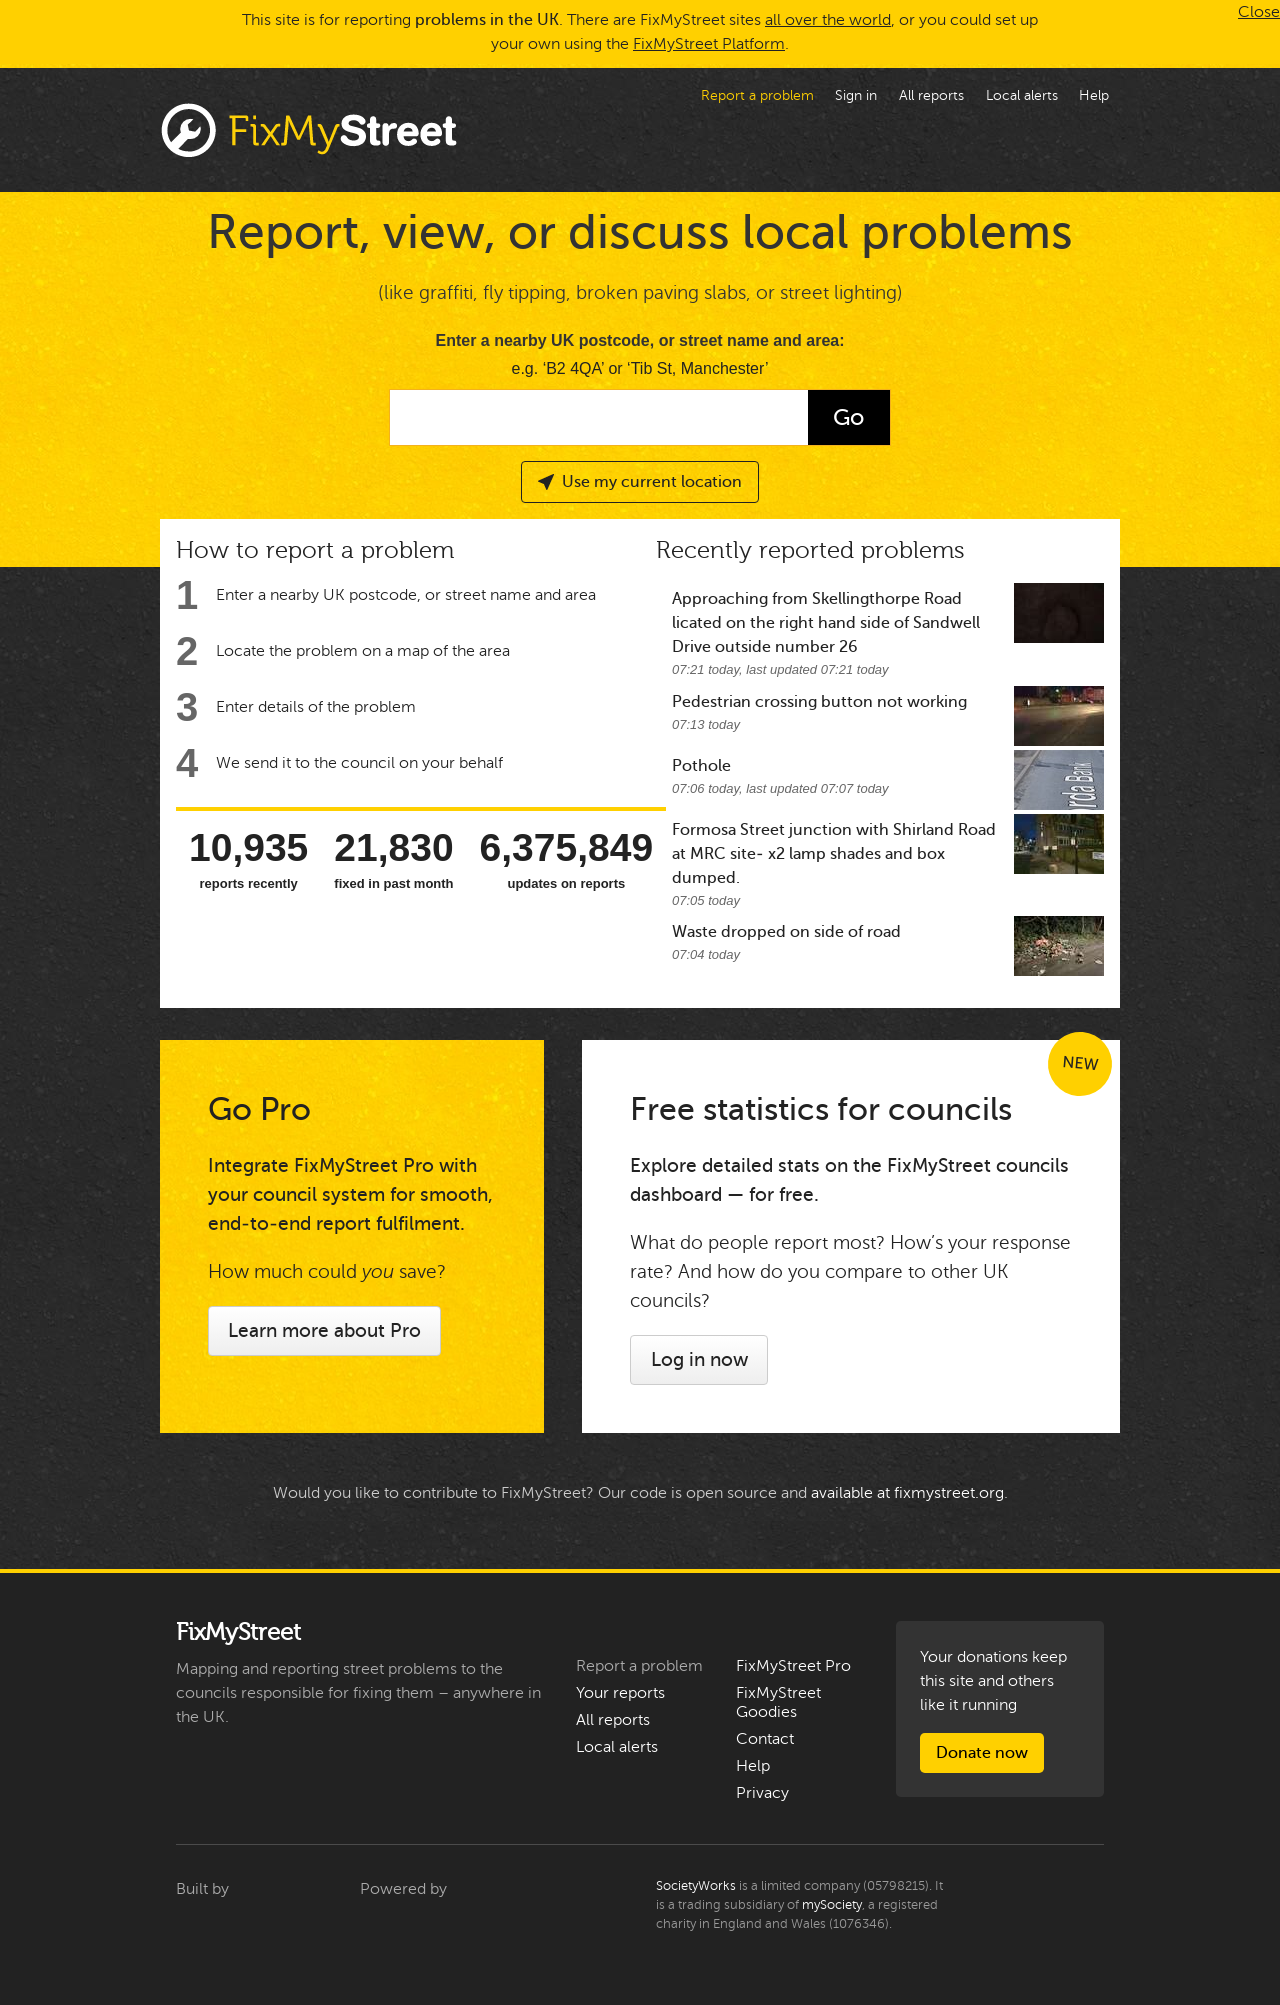 This site is for reporting problems in the UK. There are FixMyStreet sites all over the world, or you could set up
your own using the FixMyStreet Platform.
Close
Report a problem Sign in All reports Local alerts Help
FixMyStreet
Report, view, or discuss local problems
(like graffiti, fly tipping, broken paving slabs, or street lighting)
Enter a nearby UK postcode, or street name and area:
e.g. ‘B2 4QA’ or ‘Tib St, Manchester’
Go
Use my current location
How to report a problem
1 Enter a nearby UK postcode, or street name and area
2 Locate the problem on a map of the area
3 Enter details of the problem
4 We send it to the council on your behalf
10,935 21,830 6,375,849
reports recently fixed in past month updates on reports
Recently reported problems
Approaching from Skellingthorpe Road
licated on the right hand side of Sandwell
Drive outside number 26
07:21 today, last updated 07:21 today
Pedestrian crossing button not working
07:13 today
Pothole
07:06 today, last updated 07:07 today
rda Bank
Formosa Street junction with Shirland Road
at MRC site- x2 lamp shades and box
dumped.
07:05 today
Waste dropped on side of road
07:04 today
Go Pro
Integrate FixMyStreet Pro with
your council system for smooth,
end-to-end report fulfilment.
How much could you save?
Learn more about Pro
NEW
Free statistics for councils
Explore detailed stats on the FixMyStreet councils
dashboard — for free.
What do people report most? How’s your response
rate? And how do you compare to other UK
councils?
Log in now
Would you like to contribute to FixMyStreet? Our code is open source and available at fixmystreet.org.
FixMyStreet
Mapping and reporting street problems to the
councils responsible for fixing them – anywhere in
the UK.
Report a problem
Your reports
All reports
Local alerts
FixMyStreet Pro
FixMyStreet
Goodies
Contact
Help
Privacy
Your donations keep
this site and others
like it running
Donate now
Built by
Powered by
SocietyWorks is a limited company (05798215). It
is a trading subsidiary of mySociety, a registered
charity in England and Wales (1076346).